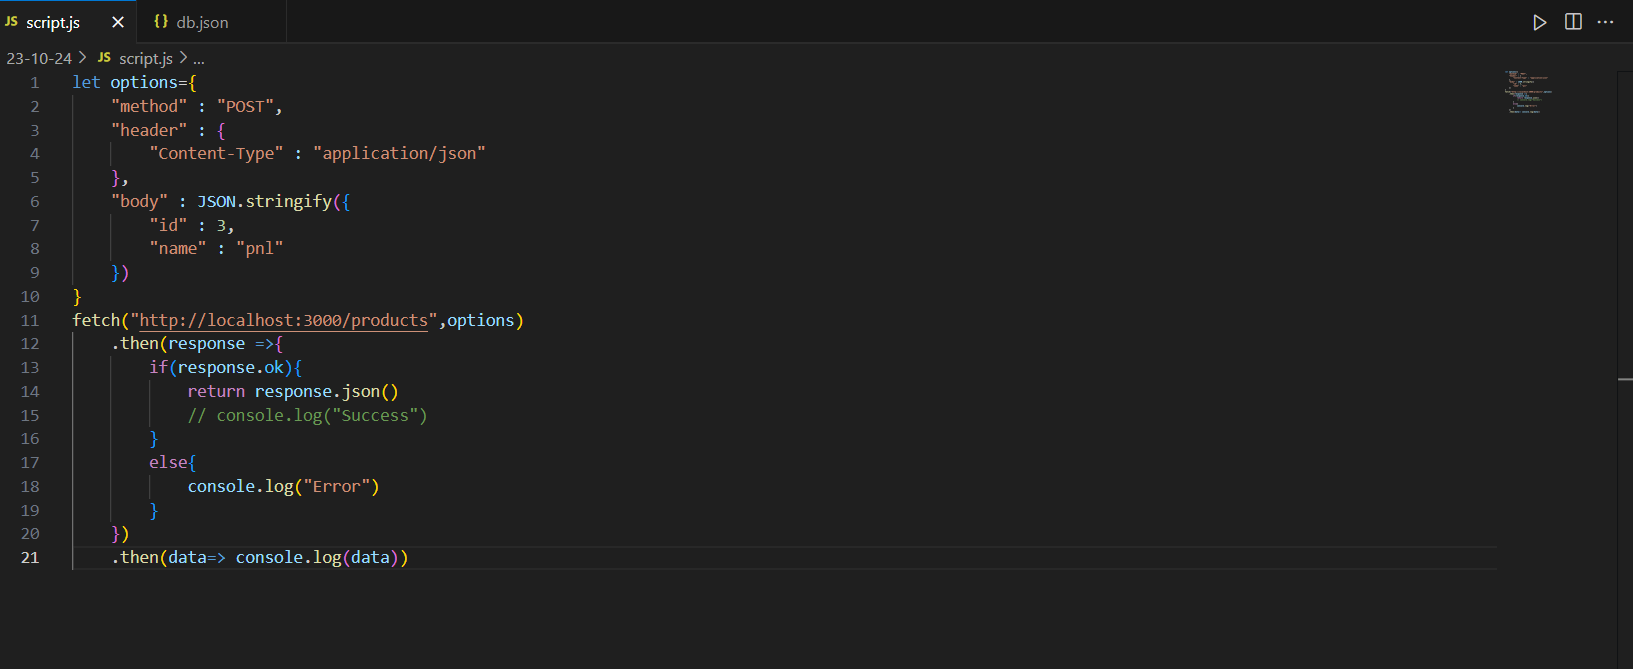 JS script.js × {} db.json
23-10-24 > JS script.js > ...
1 let options={
2 "method" : "POST",
3 "header" : {
4 "Content-Type" : "application/json"
5 },
6 "body" : JSON.stringify({
7 "id" : 3,
8 "name" : "pnl"
9 })
10 }
11 fetch("http://localhost:3000/products",options)
12 .then(response =>{
13 if(response.ok){
14 return response.json()
15 // console.log("Success")
16 }
17 else{
18 console.log("Error")
19 }
20 })
21 .then(data=> console.log(data))